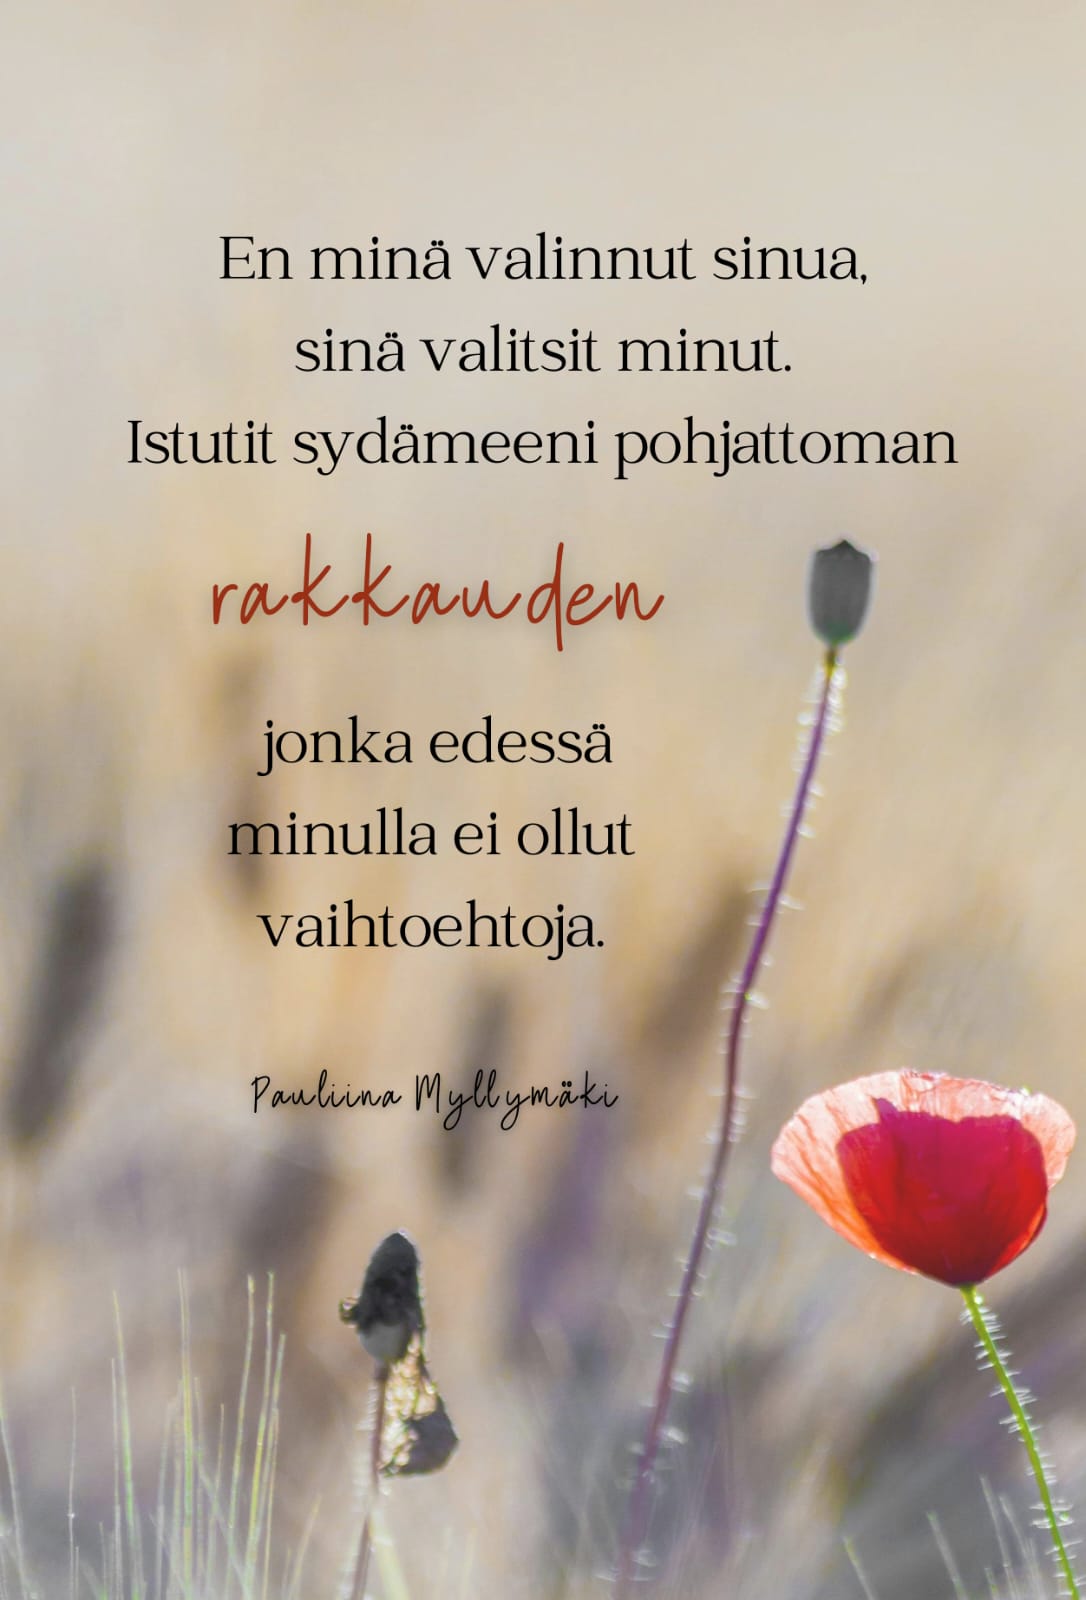 En minä valinnut sinua,
sinä valitsit minut.
Istutit sydämeeni pohjattoman
rakkauden
jonka edessä
minulla ei ollut
vaihtoehtoja.
Pauliina Myllymäki